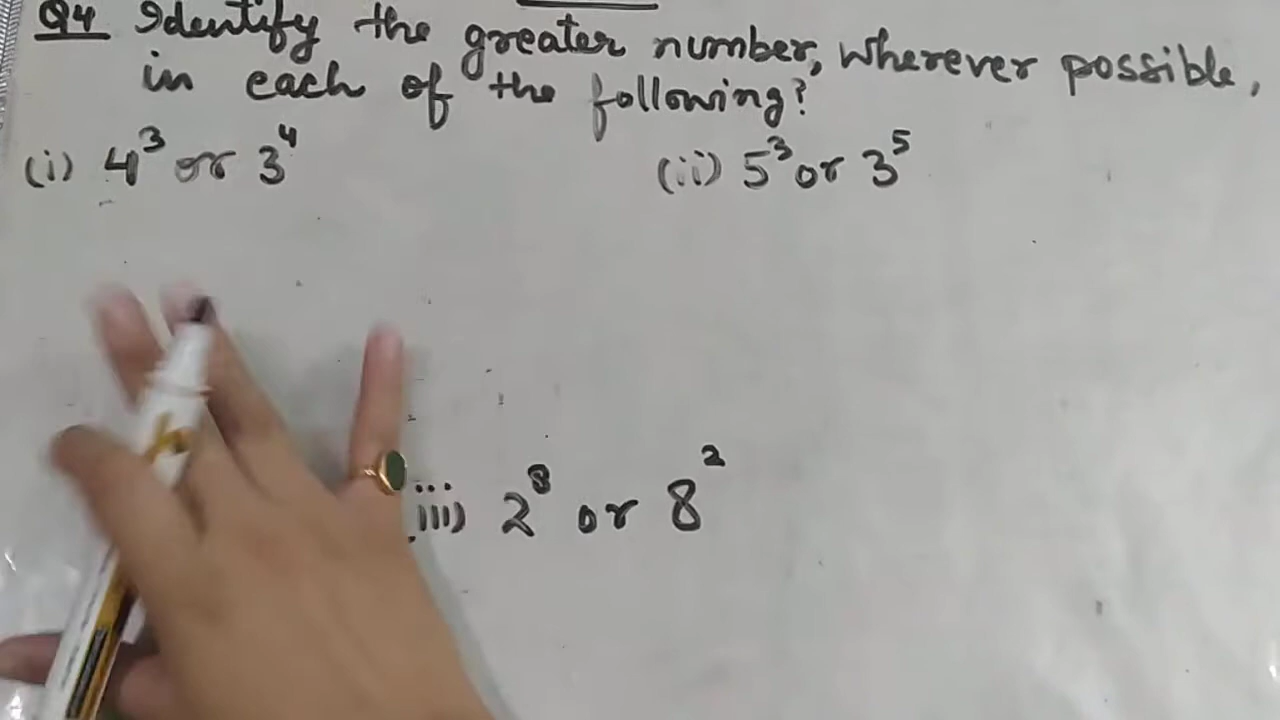 Q4 Identify the greater number, wherever possible,
in each of the following?
(i) 4³ or 3⁴ (ii) 5³ or 3⁵
iii) 2⁸ or 8²